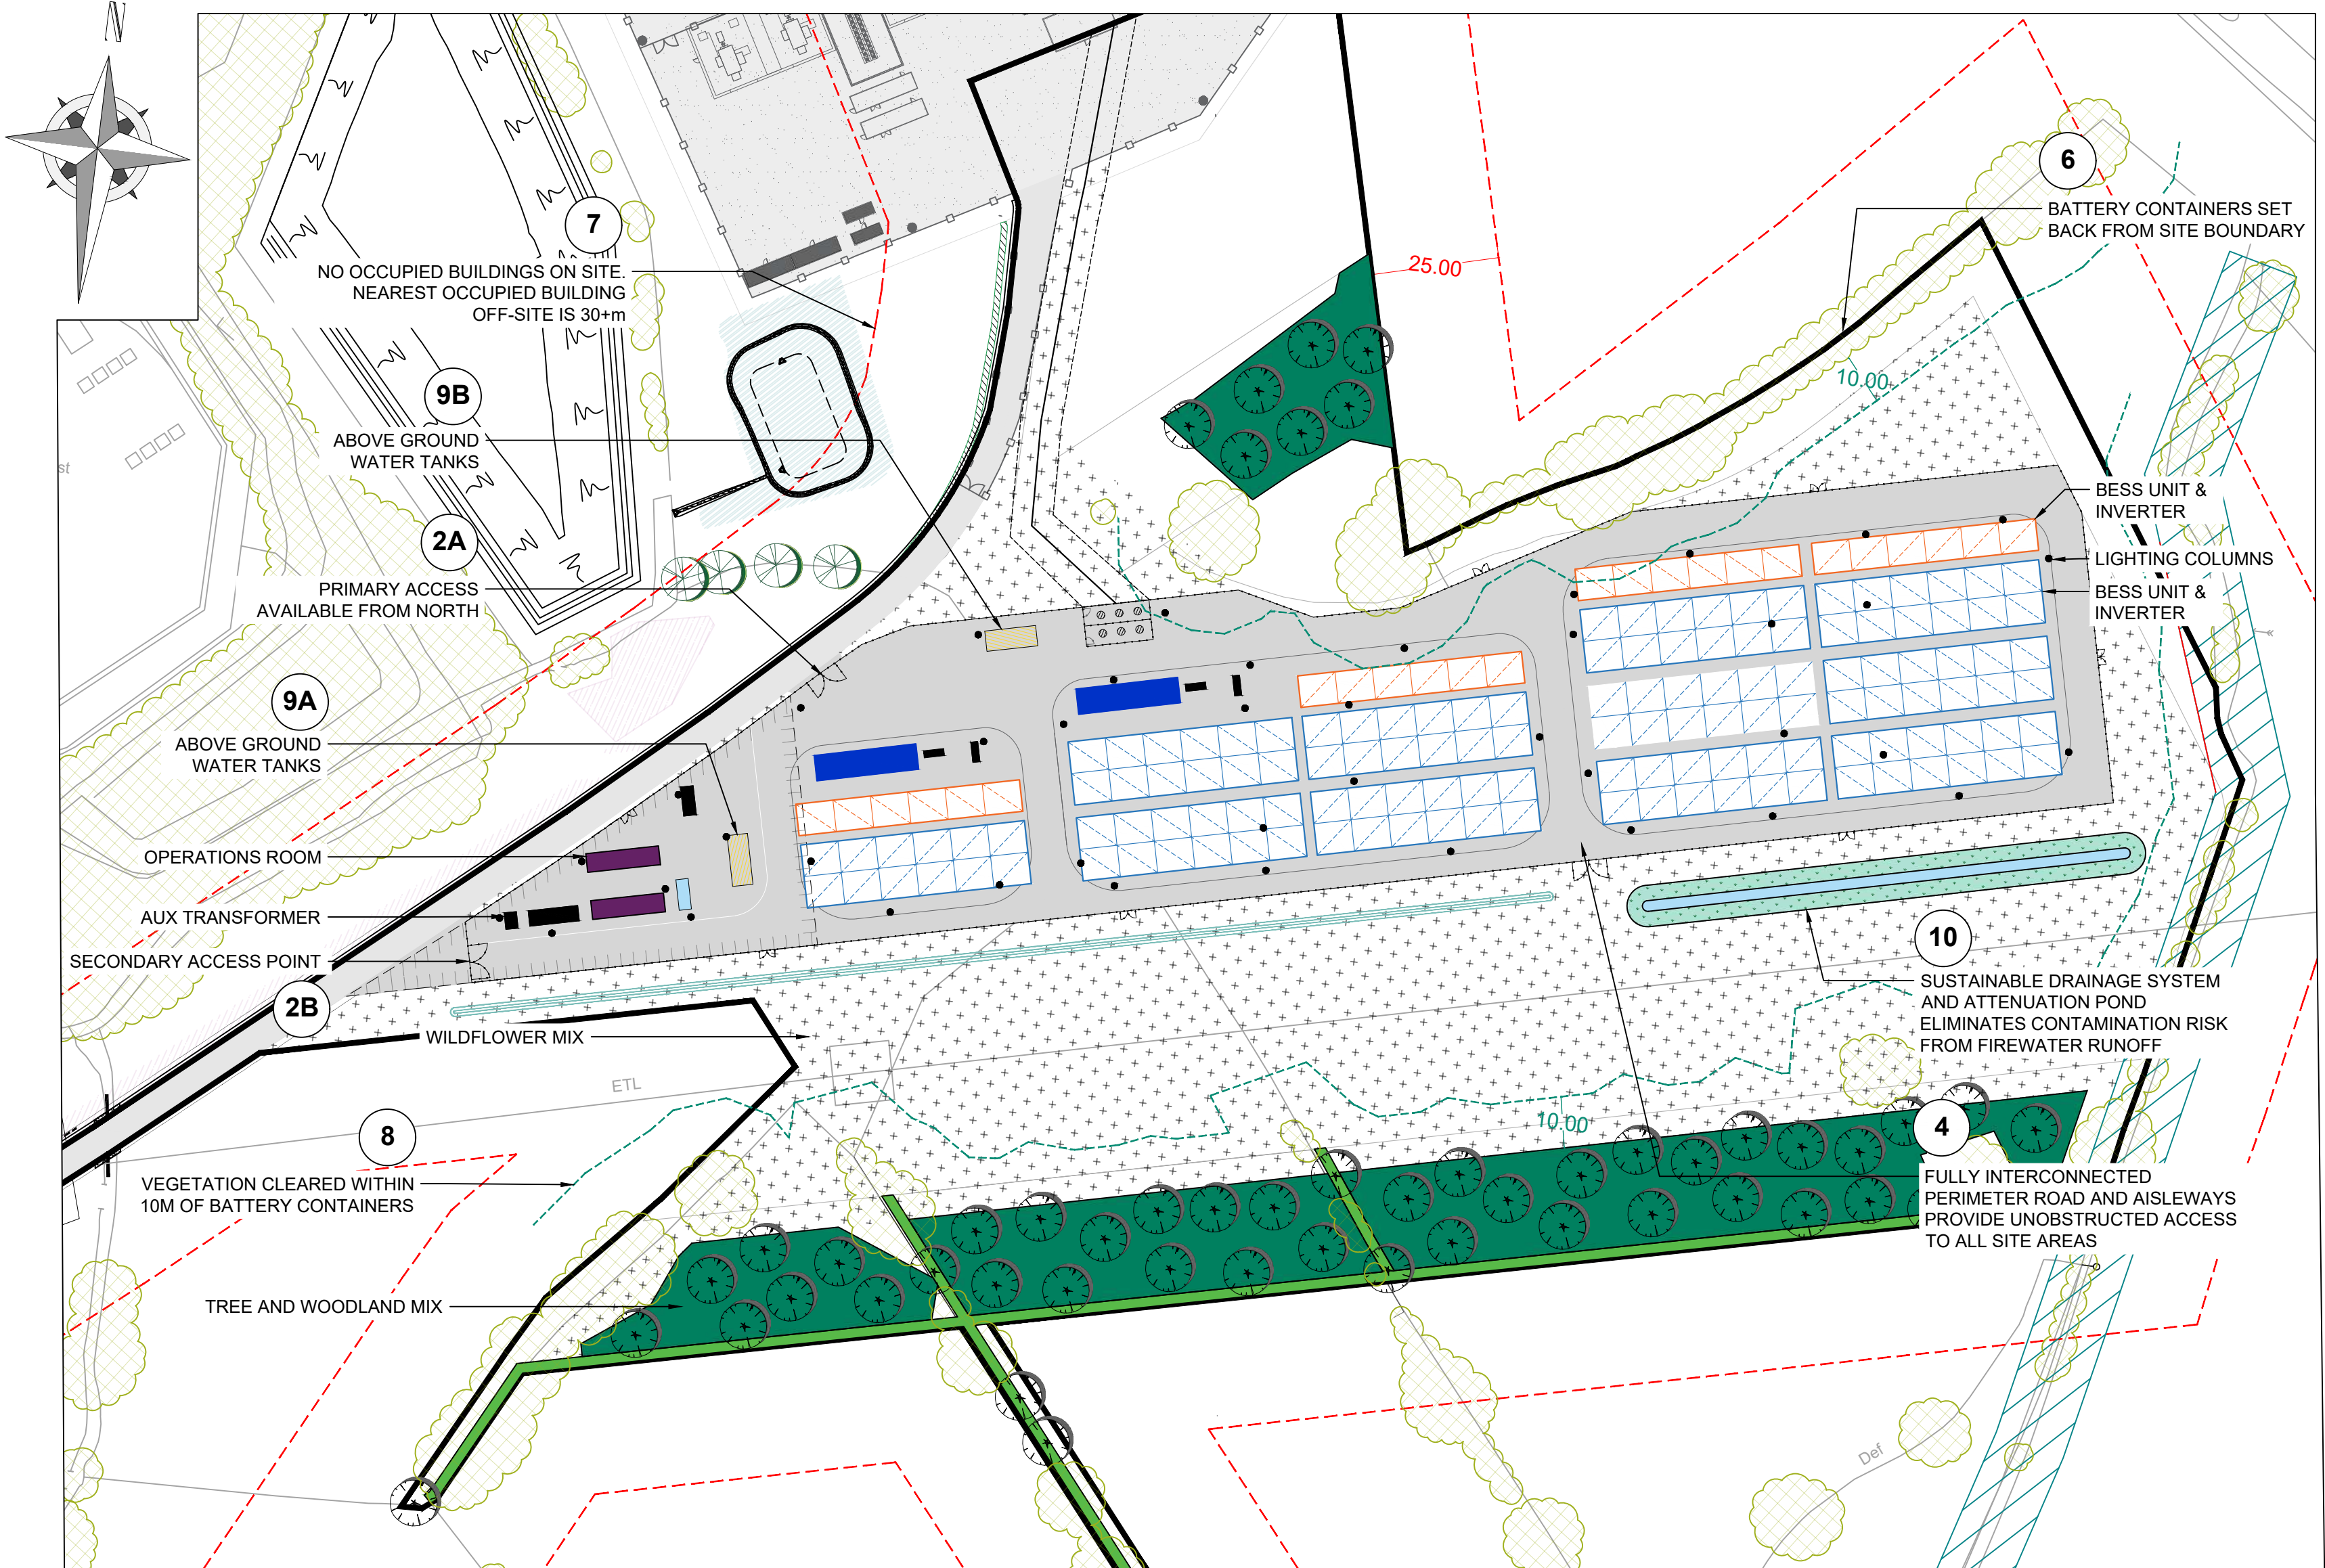 N
6
BATTERY CONTAINERS SET
BACK FROM SITE BOUNDARY
7
NO OCCUPIED BUILDINGS ON SITE.
NEAREST OCCUPIED BUILDING
OFF-SITE IS 30+m
25.00
10.00
9B
ABOVE GROUND
WATER TANKS
st
BESS UNIT &
INVERTER
2A
PRIMARY ACCESS
AVAILABLE FROM NORTH
LIGHTING COLUMNS
BESS UNIT &
INVERTER
9A
ABOVE GROUND
WATER TANKS
OPERATIONS ROOM
AUX TRANSFORMER
SECONDARY ACCESS POINT
2B
WILDFLOWER MIX
10
SUSTAINABLE DRAINAGE SYSTEM
AND ATTENUATION POND
ELIMINATES CONTAMINATION RISK
FROM FIREWATER RUNOFF
ETL
8
VEGETATION CLEARED WITHIN
10M OF BATTERY CONTAINERS
10.00
4
FULLY INTERCONNECTED
PERIMETER ROAD AND AISLEWAYS
PROVIDE UNOBSTRUCTED ACCESS
TO ALL SITE AREAS
TREE AND WOODLAND MIX
Def